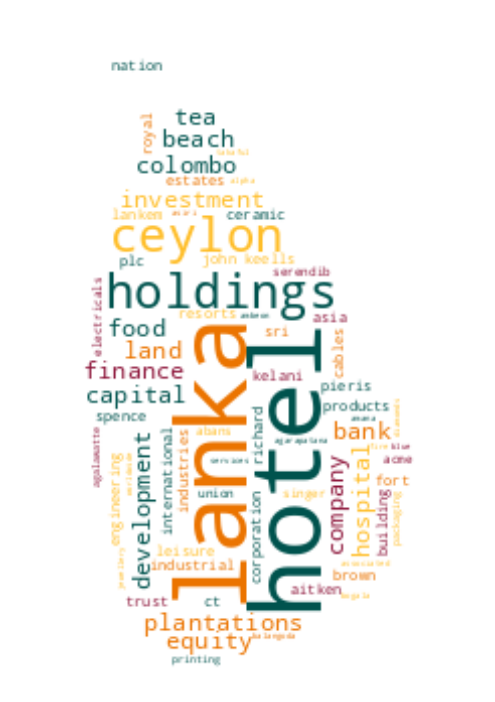 nation
royal
tea
beach
colombo
estates
investment
lankem
ceramic
ceylon
plc
john keells
serendib
electricals
holdings
resorts
asia
food
sri
cables
land
lanka
hotel
finance
kelani
capital
pieris
products
spence
richard
bank
agalawatte
development
international
industries
abans
agarapatana
blue
acme
engineering
services
company
hospital
fort
union
singer
building
packaging
corporation
leisure
industrial
associated
brown
aitken
trust
ct
plantations
equity
balangoda
printing